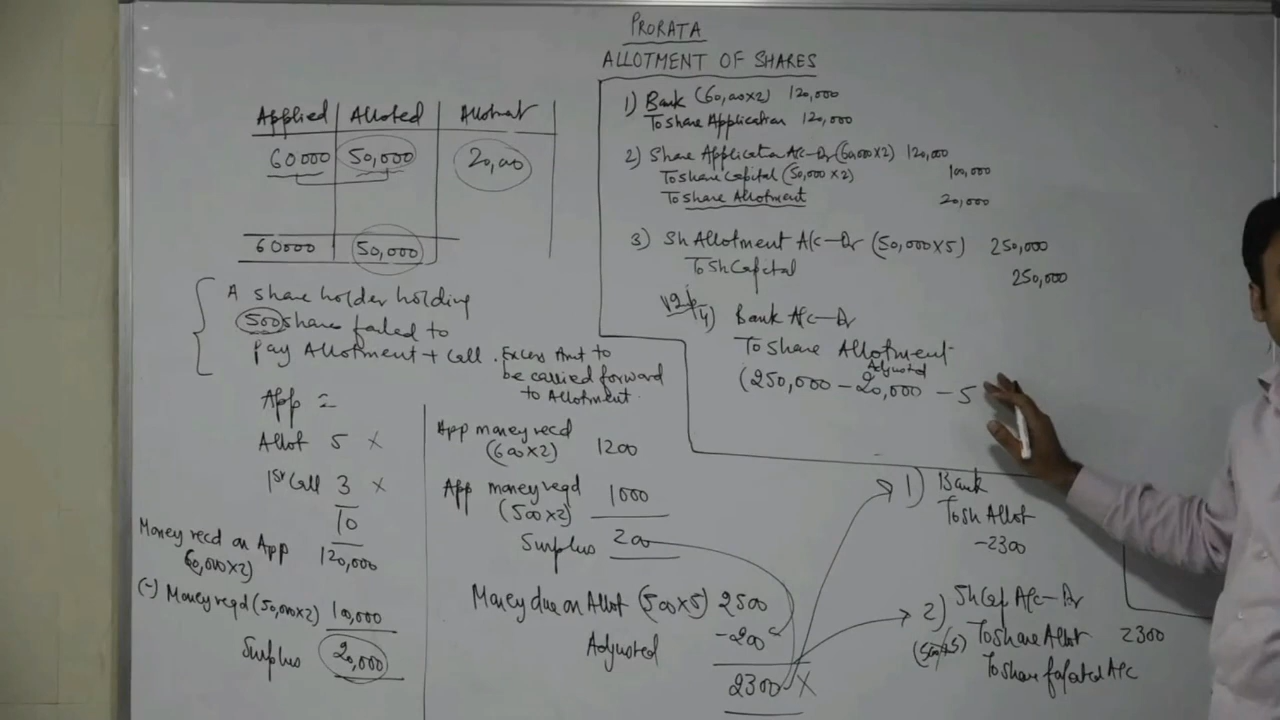 PRORATA
ALLOTMENT OF SHARES
Applied Alloted Allotmat
60000 50,000 20,000
60000 50,000
A share holder holding
500 share failed to
pay Allotment + Call. Excess Amt to
be carried forward
to Allotment.
App =
Allot 5 X
1st Call 3 X
10
Money recd on App 120,000
60,000x2)
(-) Money reqd (50,000x2) 100,000
Surplus 20,000
App money recd
(600x2) 1200
App money reqd 1000
(500x2)
Surplus 200
Money due on Allot (500x5) 2500
Adjusted -200
2300 X
1) Bank (60,000x2) 120,000
To share Application 120,000
2) Share Application A/c-Dr (60,000x2) 120,000
To share Capital (50,000x2) 100,000
To share Allotment 20,000
3) Sh Allotment A/c-Dr (50,000x5) 250,000
To Sh Capital 250,000
4) Bank A/c-Dr
To share Allotment
Adjusted
(250,000 - 20,000 - 5
1) Bank
To Sh Allot
-2300
2) Sh Cap A/c-Dr
(500x5) To share Allot 2300
To share fofeated A/c